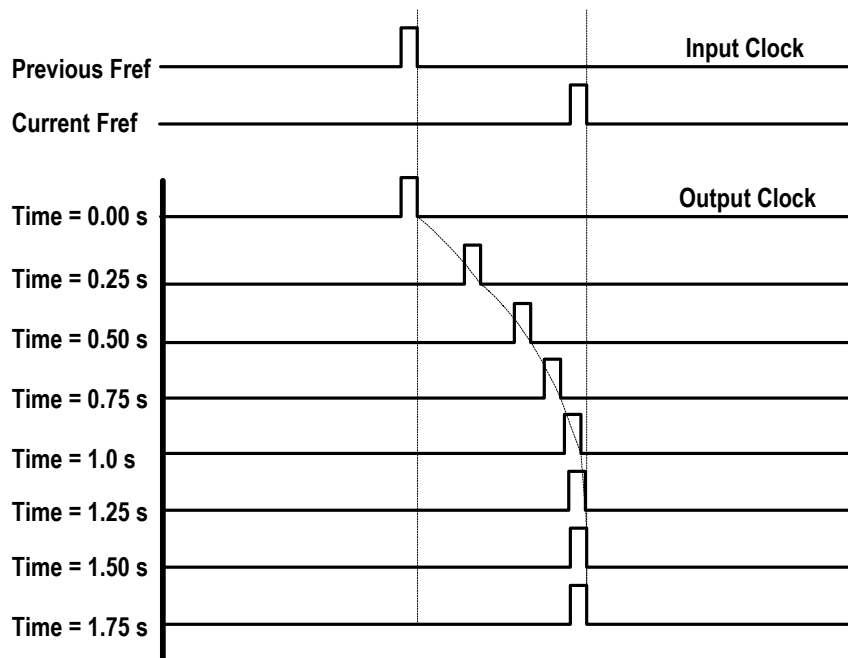 Input Clock
Previous Fref
Current Fref
Output Clock
Time = 0.00 s
Time = 0.25 s
Time = 0.50 s
Time = 0.75 s
Time = 1.0 s
Time = 1.25 s
Time = 1.50 s
Time = 1.75 s